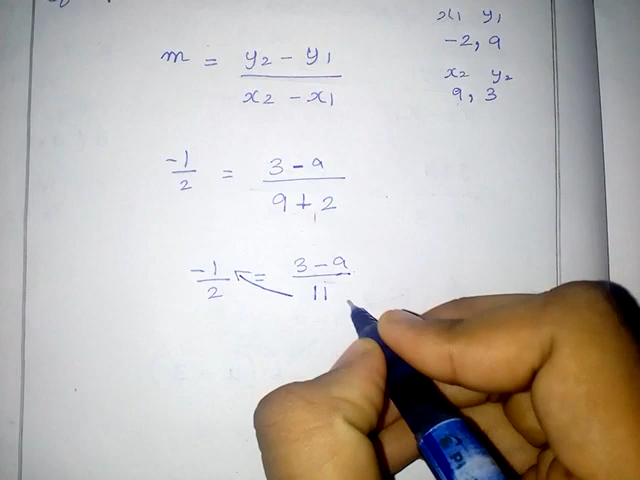 x1 y1
-2, a
m = y2 - y1 / x2 - x1
x2 y2
9, 3
-1/2 = 3 - a / 9 + 2
-1/2 = 3 - a / 11